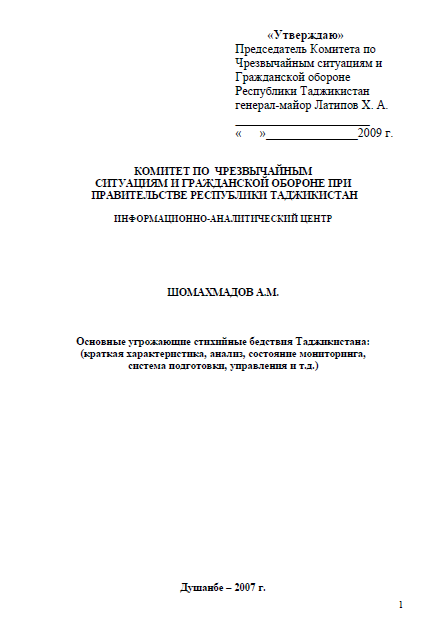 «Утверждаю»
Председатель Комитета по
Чрезвычайным ситуациям и
Гражданской обороне
Республики Таджикистан
генерал-майор Латипов Х. А.
______________________
«      »_______________2009 г.
КОМИТЕТ ПО ЧРЕЗВЫЧАЙНЫМ
СИТУАЦИЯМ И ГРАЖДАНСКОЙ ОБОРОНЕ ПРИ
ПРАВИТЕЛЬСТВЕ РЕСПУБЛИКИ ТАДЖИКИСТАН
ИНФОРМАЦИОННО-АНАЛИТИЧЕСКИЙ ЦЕНТР
ШОМАХМАДОВ А.М.
Основные угрожающие стихийные бедствия Таджикистана:
(краткая характеристика, анализ, состояние мониторинга,
система подготовки, управления и т.д.)
Душанбе – 2007 г.
1